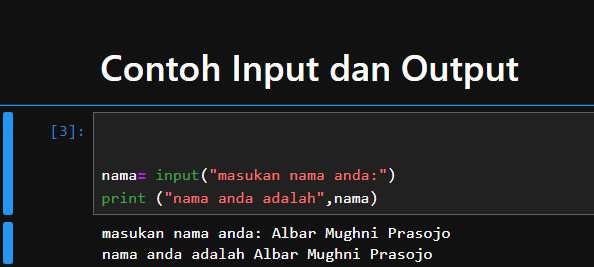 Contoh Input dan Output
[3]:
nama= input("masukan nama anda:")
print ("nama anda adalah",nama)
masukan nama anda: Albar Mughni Prasojo
nama anda adalah Albar Mughni Prasojo